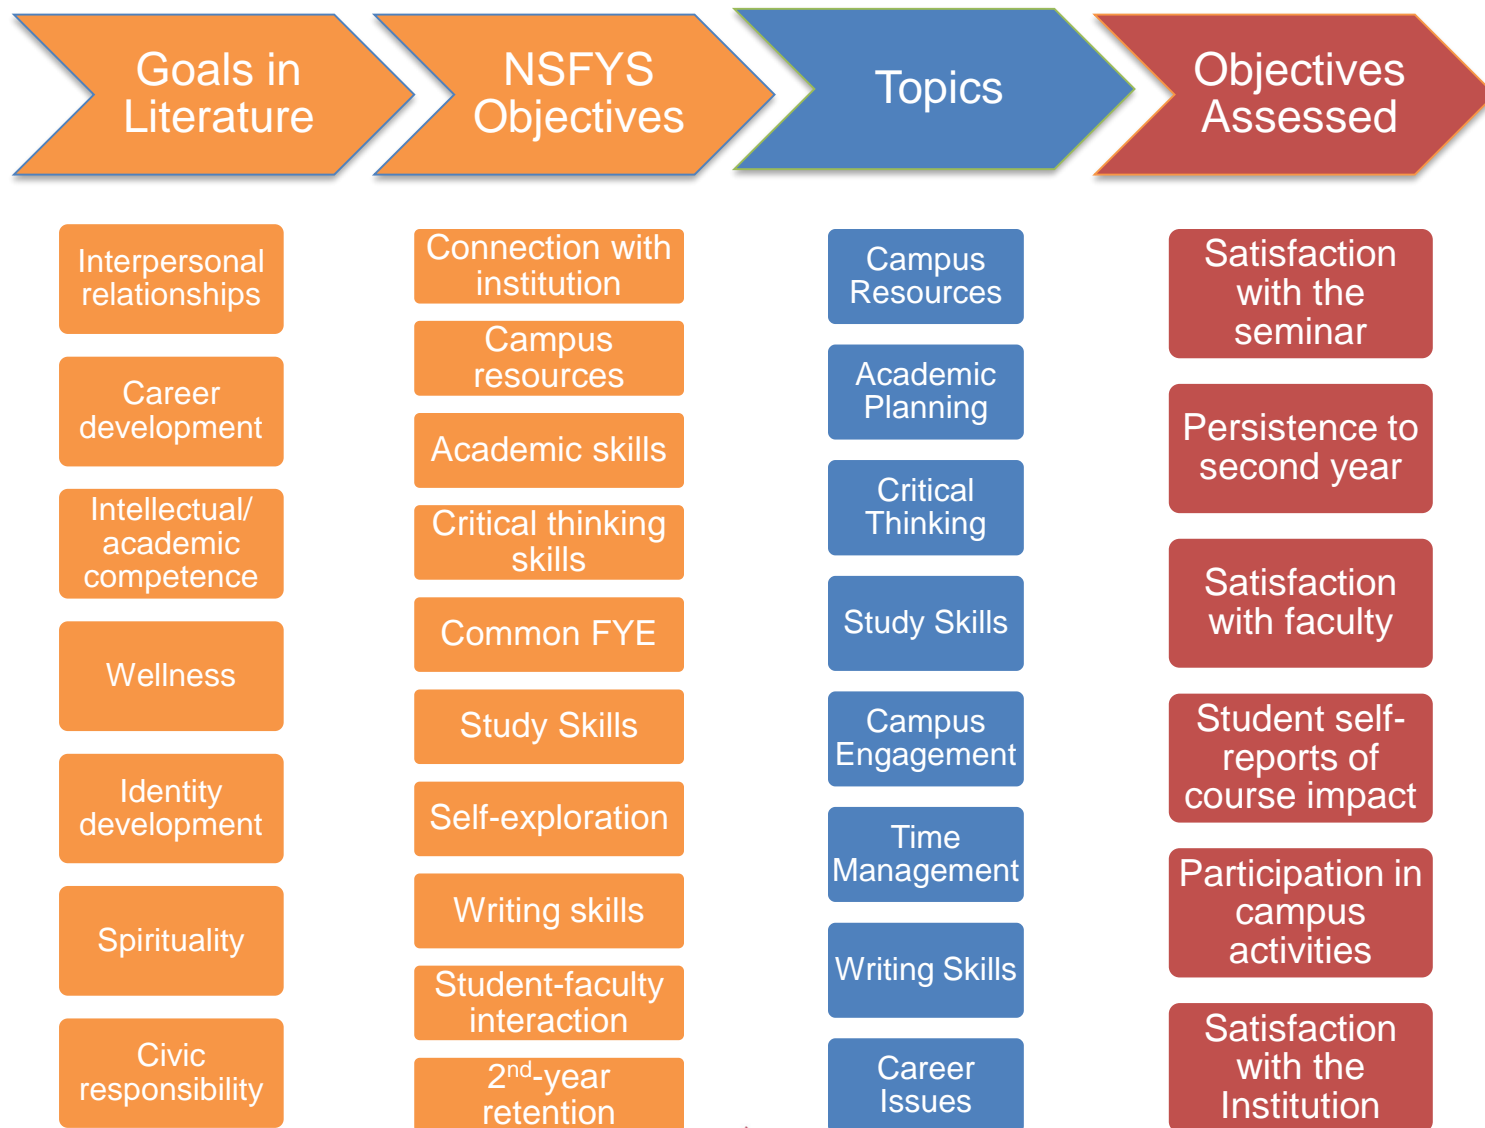 Goals in
Literature
NSFYS
Objectives
Topics
Objectives
Assessed
Interpersonal
relationships
Career
development
Intellectual/
academic
competence
Wellness
Identity
development
Spirituality
Civic
responsibility
Connection with
institution
Campus
resources
Academic skills
Critical thinking
skills
Common FYE
Study Skills
Self-exploration
Writing skills
Student-faculty
interaction
2nd-year
retention
Campus
Resources
Academic
Planning
Critical
Thinking
Study Skills
Campus
Engagement
Time
Management
Writing Skills
Career
Issues
Satisfaction
with the
seminar
Persistence to
second year
Satisfaction
with faculty
Student self-
reports of
course impact
Participation in
campus
activities
Satisfaction
with the
Institution